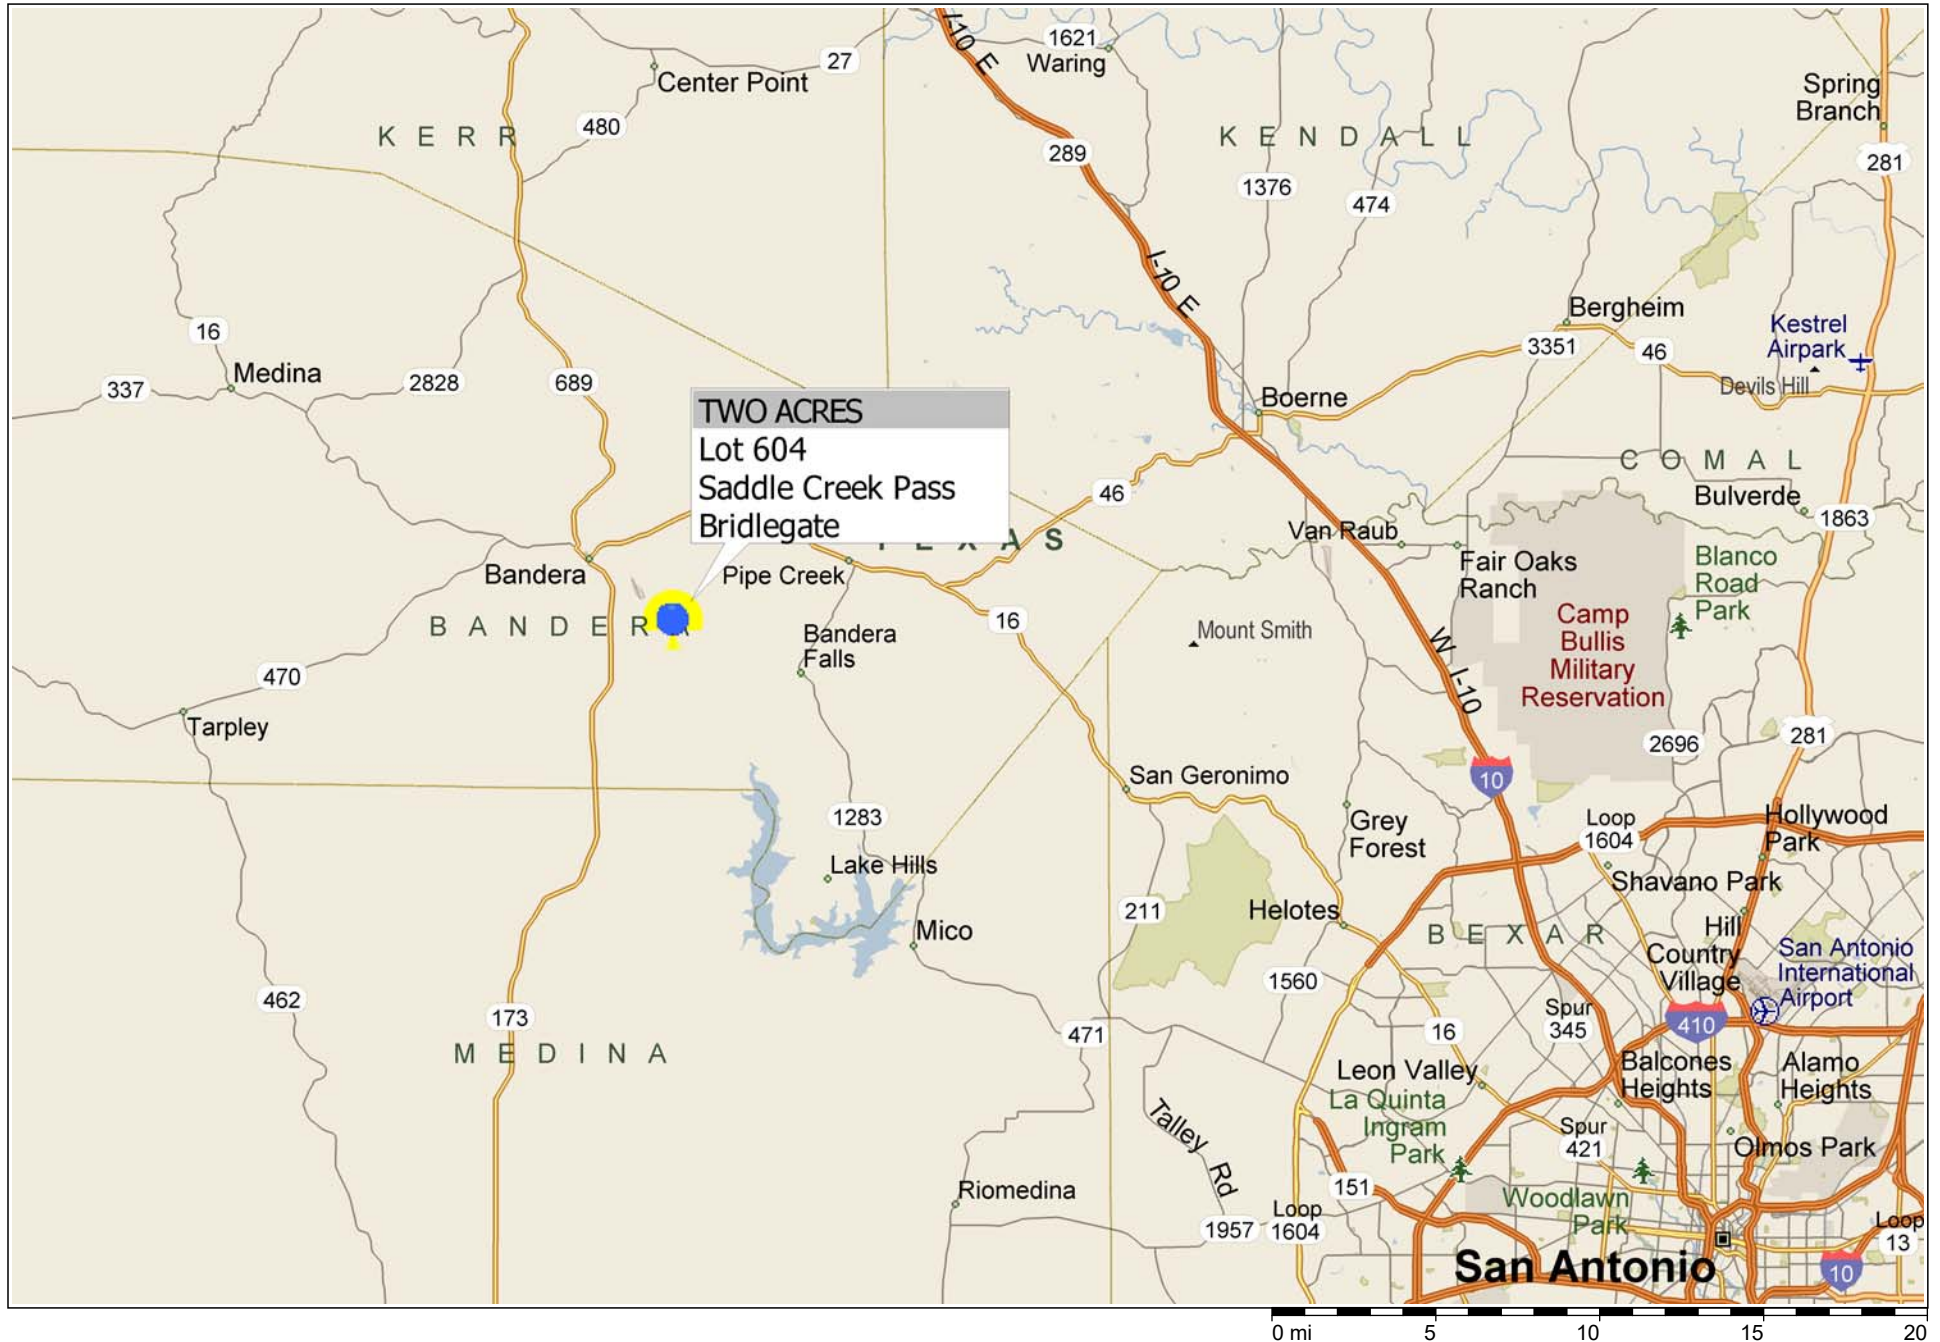 I-10 E
1621
Waring
27
Center Point
Spring
Branch
480
K E R R
K E N D A L L
289
281
1376
474
I-10 E
Bergheim
Kestrel
Airpark
16
3351
46
Medina
337
2828
689
Devils Hill
TWO ACRES
Lot 604
Saddle Creek Pass
Bridlegate
Boerne
C O M A L
46
Bulverde
1863
Van Raub
T E X A S
Bandera
Pipe Creek
Fair Oaks
Ranch
Blanco
Road
Park
16
B A N D E R A
Bandera
Falls
Mount Smith
Camp
Bullis
Military
Reservation
W I-10
470
Tarpley
2696
281
San Geronimo
10
1283
Grey
Forest
Loop
1604
Hollywood
Park
Lake Hills
Shavano Park
211
Helotes
Mico
B E X A R
Hill
Country
Village
San Antonio
International
Airport
1560
462
173
Spur
345
410
16
471
M E D I N A
Leon Valley
Balcones
Heights
Alamo
Heights
La Quinta
Ingram
Park
Talley Rd
Spur
421
Olmos Park
Riomedina
151
Woodlawn
Park
1957
Loop
1604
Loop
13
San Antonio
10
0 mi
5
10
15
20